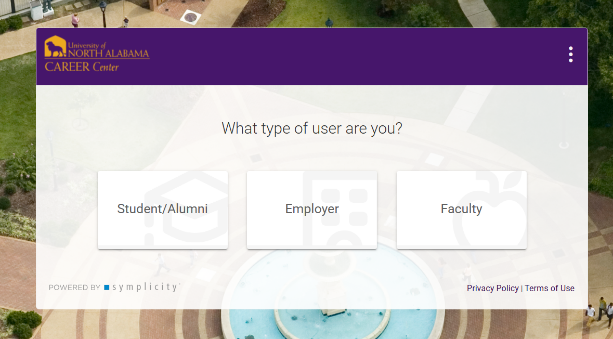 University of
NORTH ALABAMA
CAREER Center
What type of user are you?
Student/Alumni
Employer
Faculty
POWERED BY symplicity
Privacy Policy | Terms of Use